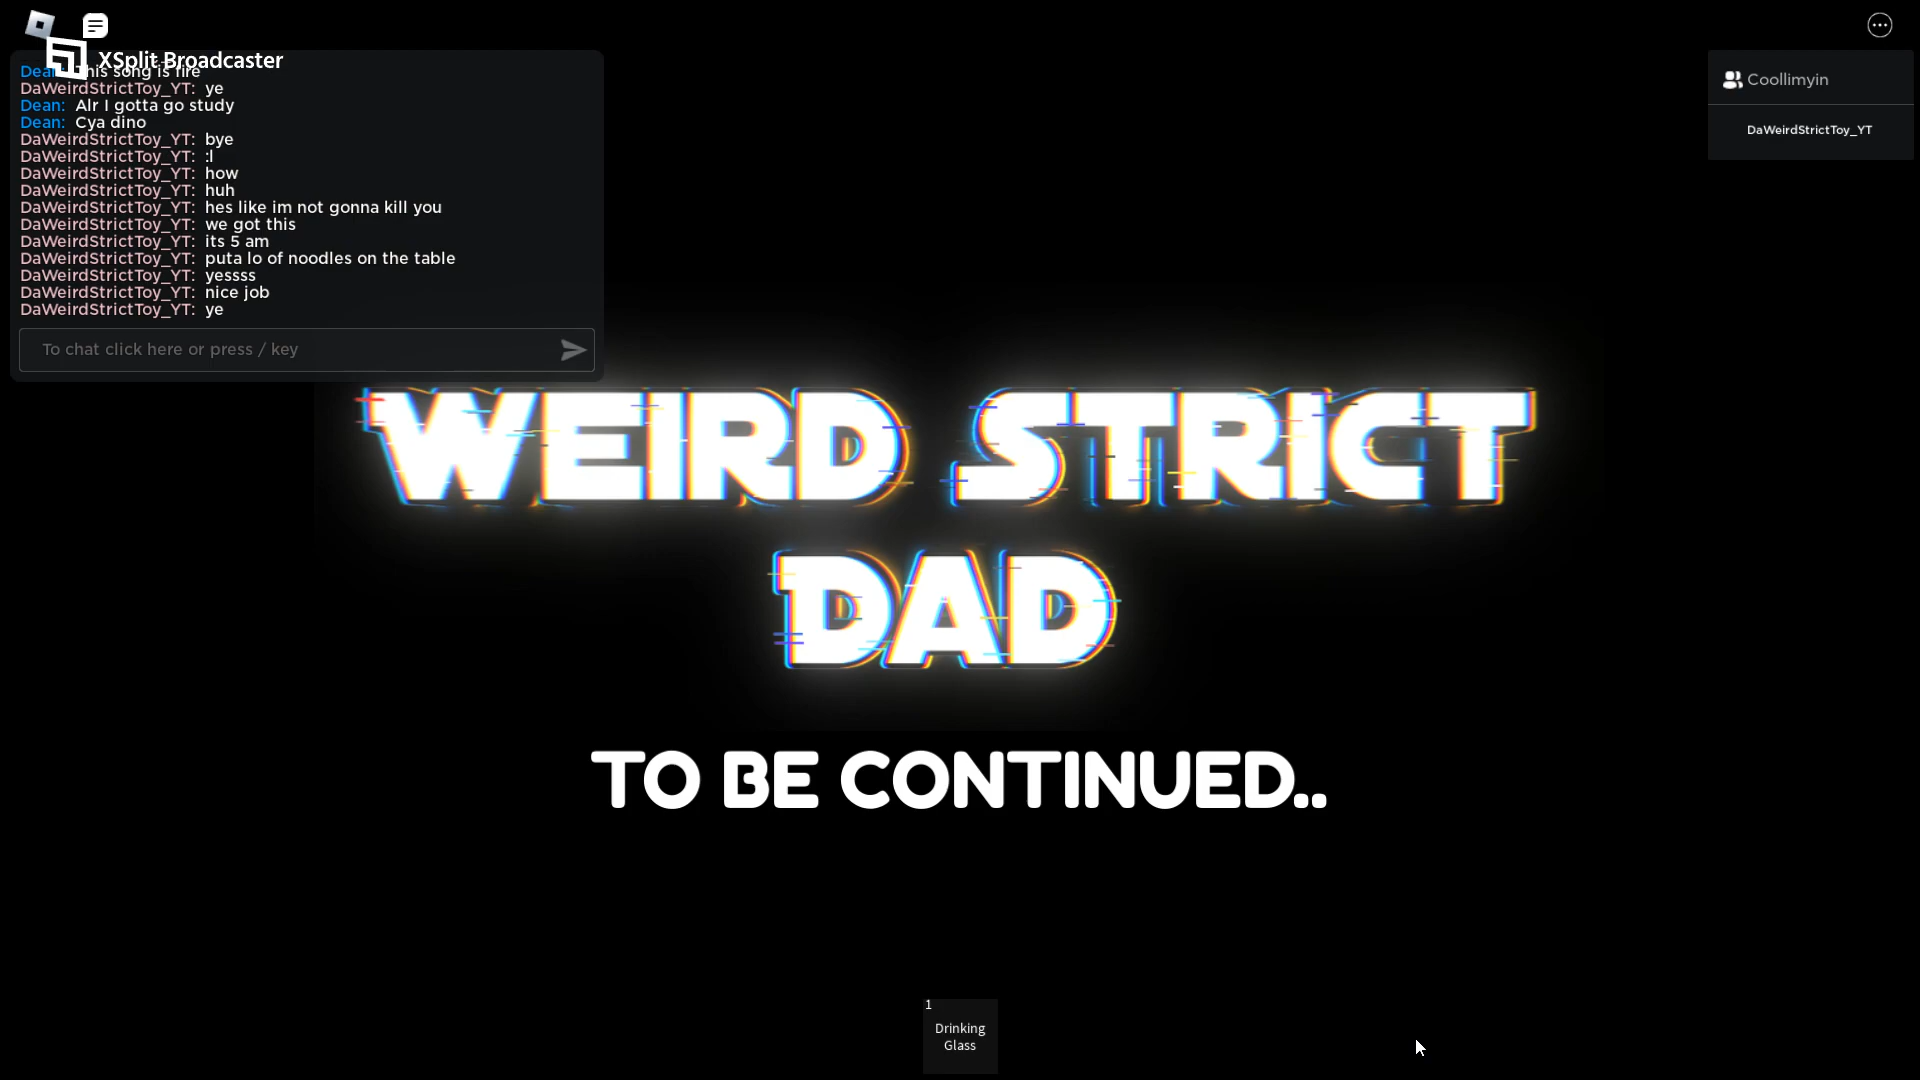 XSplit Broadcaster
Dean: This song is fire
DaWeirdStrictToy_YT: ye
Dean: Alr I gotta go study
Dean: Cya dino
DaWeirdStrictToy_YT: bye
DaWeirdStrictToy_YT: :l
DaWeirdStrictToy_YT: how
DaWeirdStrictToy_YT: huh
DaWeirdStrictToy_YT: hes like im not gonna kill you
DaWeirdStrictToy_YT: we got this
DaWeirdStrictToy_YT: its 5 am
DaWeirdStrictToy_YT: puta lo of noodles on the table
DaWeirdStrictToy_YT: yessss
DaWeirdStrictToy_YT: nice job
DaWeirdStrictToy_YT: ye
To chat click here or press / key
Coollimyin
DaWeirdStrictToy_YT
WEIRD STRICT
DAD
TO BE CONTINUED..
1
Drinking
Glass